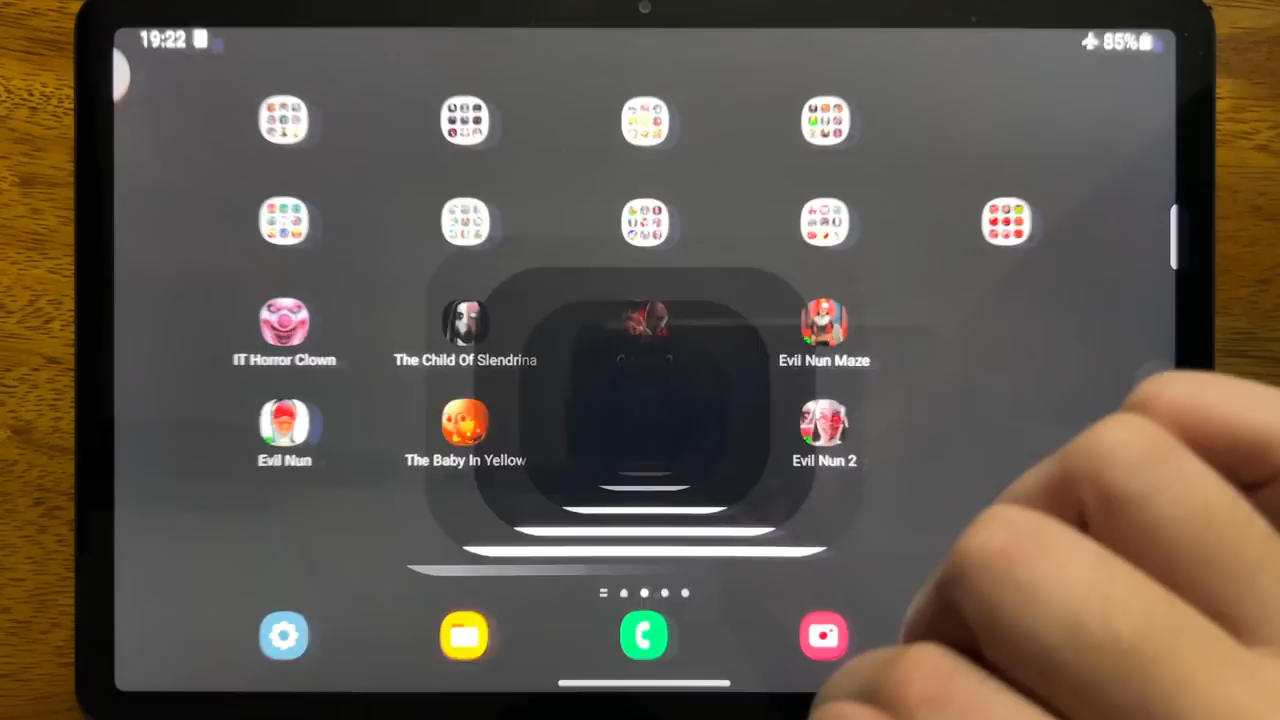 19:22
85%
IT Horror Clown
The Child Of Slendrina
Evil Nun Maze
Evil Nun
The Baby In Yellow
Evil Nun 2